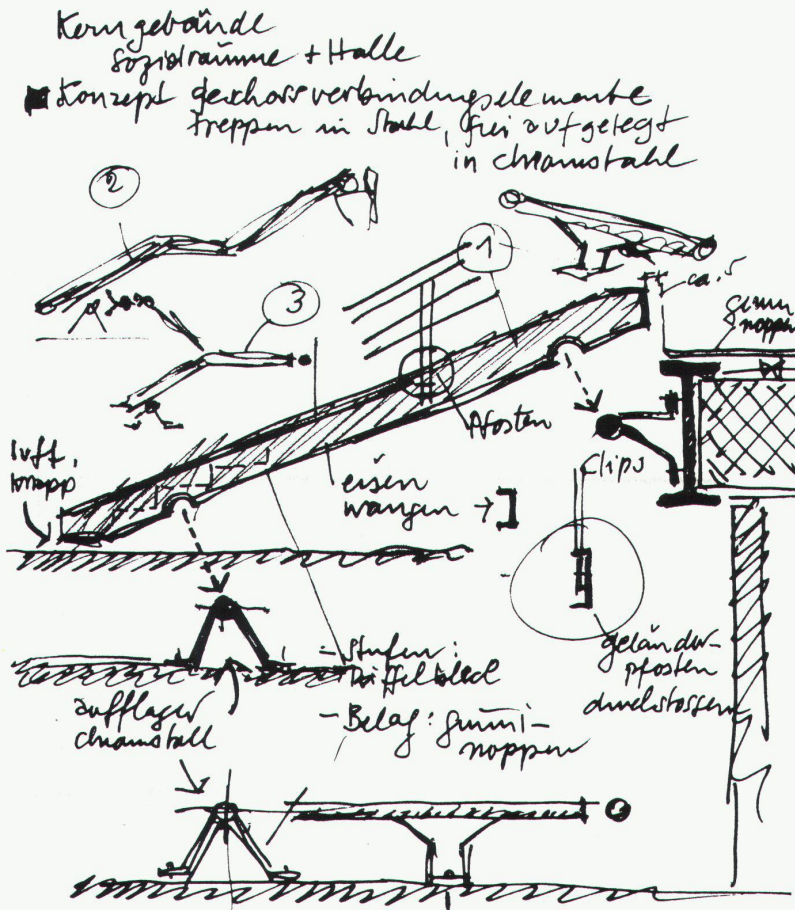 Kerngebäude
Sozialräume + Halle
Konzept geschossverbindungselemente
treppen in Stahl, frei aufgelegt
in chromstahl
2
1
ca. 5
gummi
noppen
3
Pfosten
Clips
luft,
knapp
eisen
wangen
geländer-
pfosten
durchstossen
- Stufen:
Riffelblech
- Belag: gummi-
noppen
aufflager
chromstahl